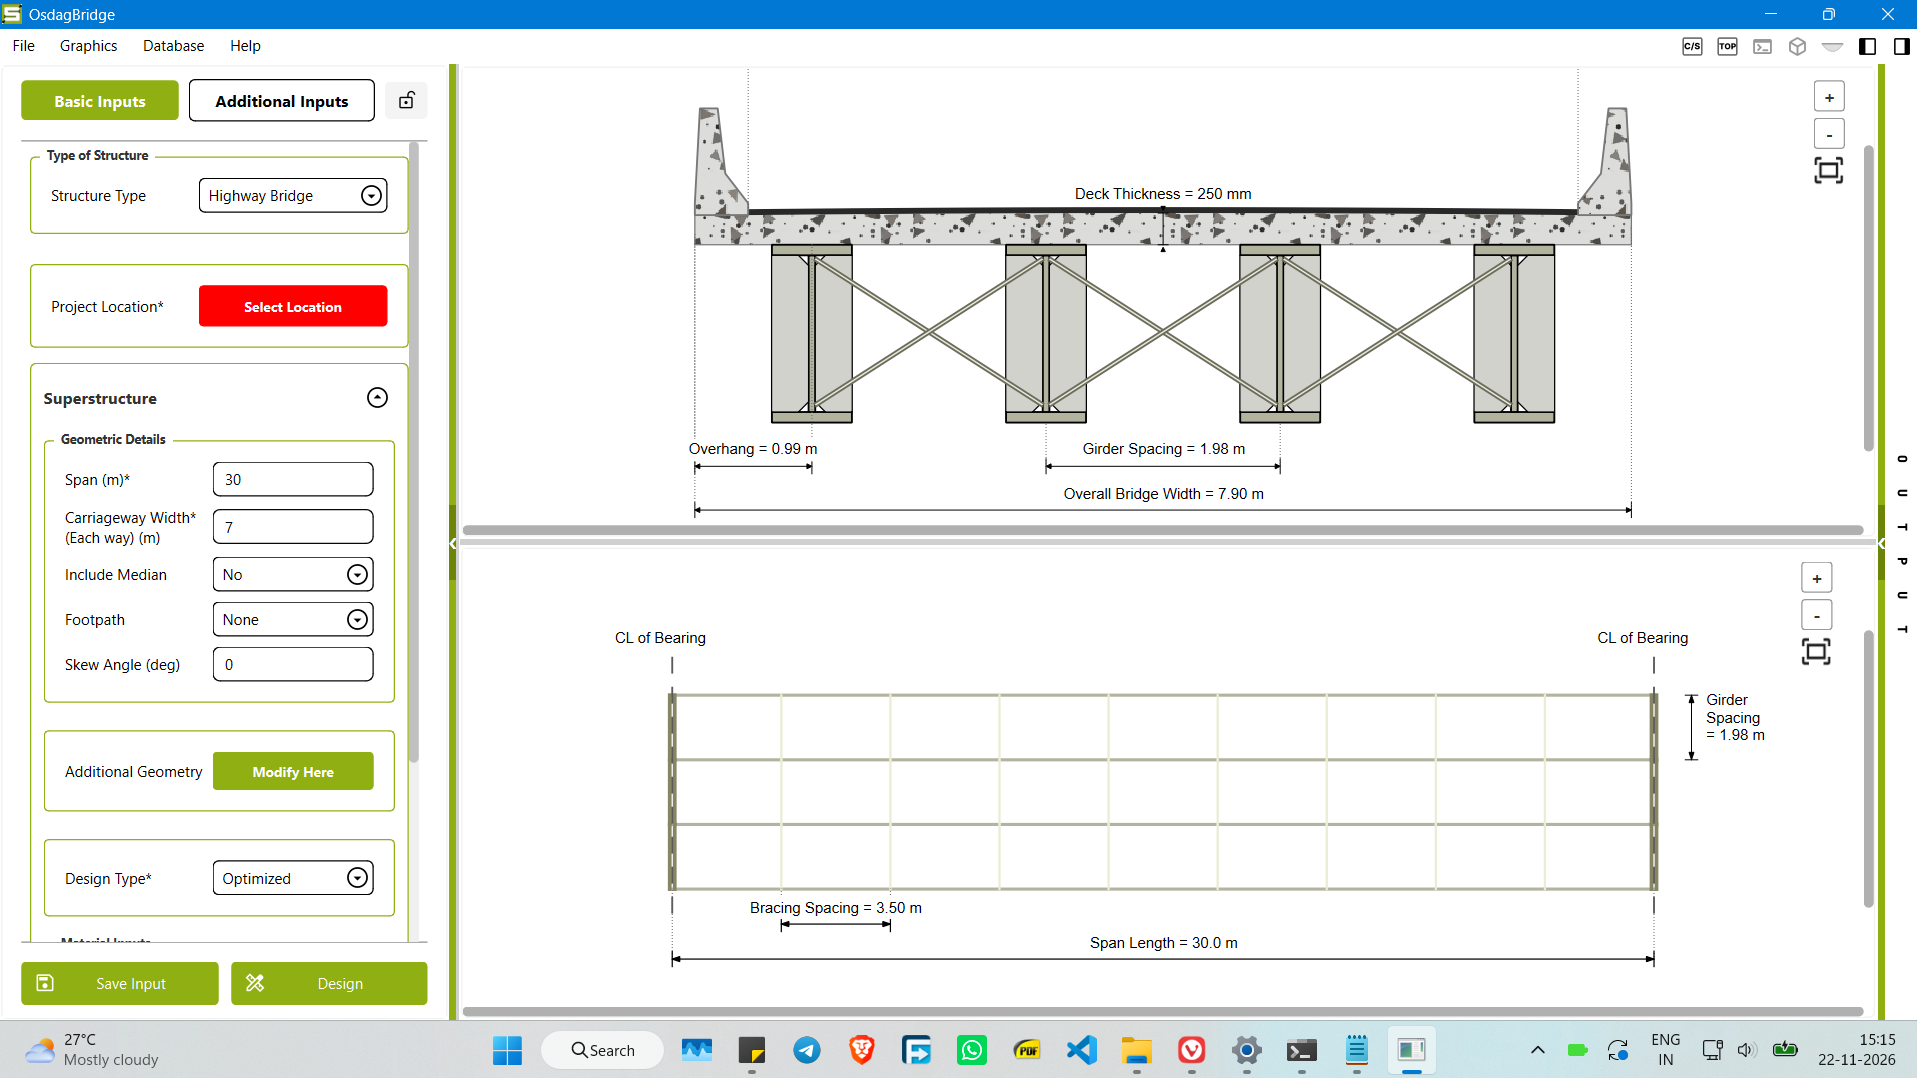 OsdagBridge
File
Graphics
Database
Help
C/S
TOP
Basic Inputs
Additional Inputs
Type of Structure
Structure Type
Highway Bridge
Project Location*
Select Location
Superstructure
Geometric Details
Span (m)*
30
Carriageway Width*
(Each way) (m)
7
Include Median
No
Footpath
None
Skew Angle (deg)
0
Additional Geometry
Modify Here
Design Type*
Optimized
Material Inputs
Save Input
Design
Deck Thickness = 250 mm
Overhang = 0.99 m
Girder Spacing = 1.98 m
Overall Bridge Width = 7.90 m
+
-
CL of Bearing
CL of Bearing
Girder
Spacing
= 1.98 m
Bracing Spacing = 3.50 m
Span Length = 30.0 m
+
-
OUTPUT
27°C
Mostly cloudy
Search
PDF
ENG
IN
15:15
22-11-2026